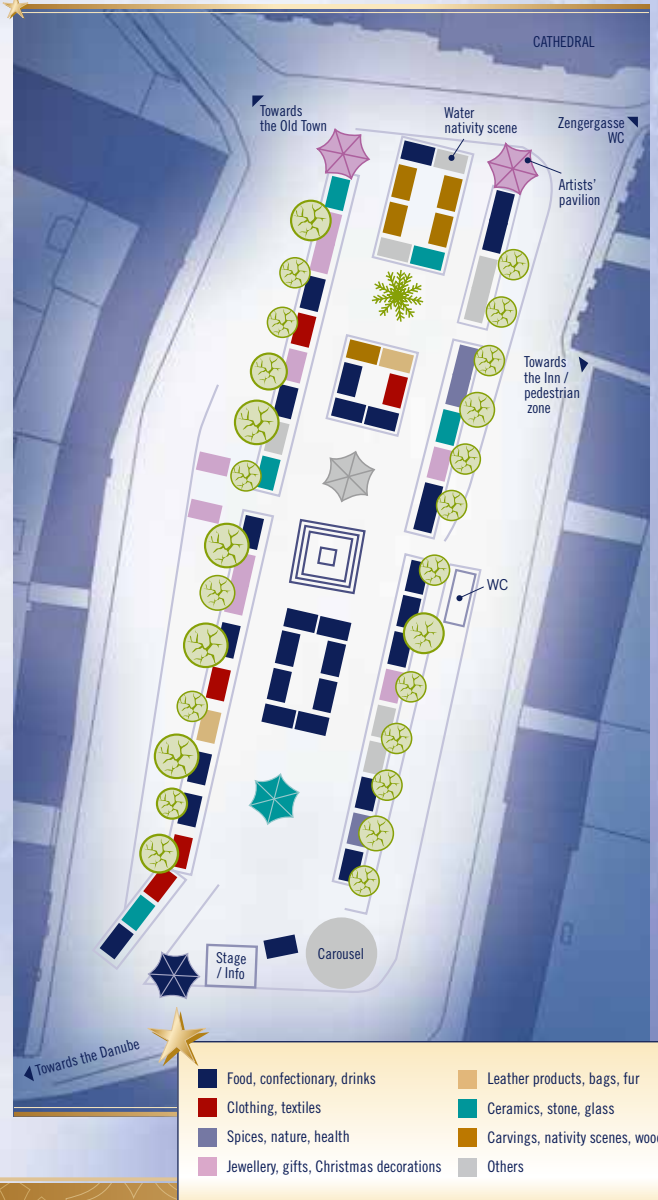 CATHEDRAL
Towards
the Old Town
Water
nativity scene
Zengergasse
WC
Artists'
pavilion
Towards
the Inn /
pedestrian
zone
WC
Stage
/ Info
Carousel
Towards the Danube
Food, confectionary, drinks
Clothing, textiles
Spices, nature, health
Jewellery, gifts, Christmas decorations
Leather products, bags, fur
Ceramics, stone, glass
Carvings, nativity scenes,
Others